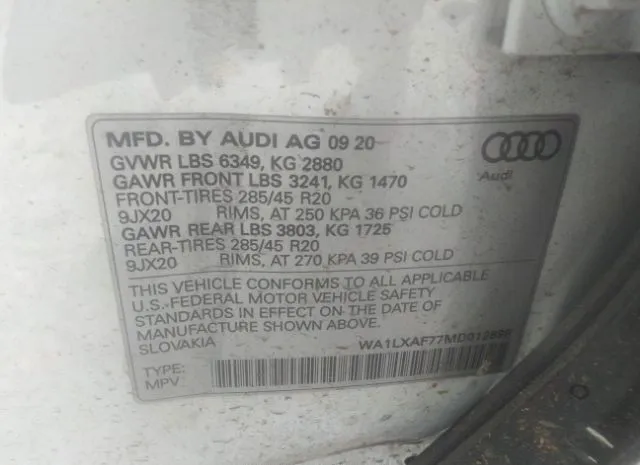 MFD. BY AUDI AG 09 20
GVWR LBS 6349, KG 2880
GAWR FRONT LBS 3241, KG 1470
FRONT-TIRES 285/45 R20
9JX20 RIMS, AT 250 KPA 36 PSI COLD
GAWR REAR LBS 3803, KG 1725
REAR-TIRES 285/45 R20
9JX20 RIMS, AT 270 KPA 39 PSI COLD
Audi
THIS VEHICLE CONFORMS TO ALL APPLICABLE
U.S.-FEDERAL MOTOR VEHICLE SAFETY
STANDARDS IN EFFECT ON THE DATE OF
MANUFACTURE SHOWN ABOVE.
SLOVAKIA
TYPE:
MPV